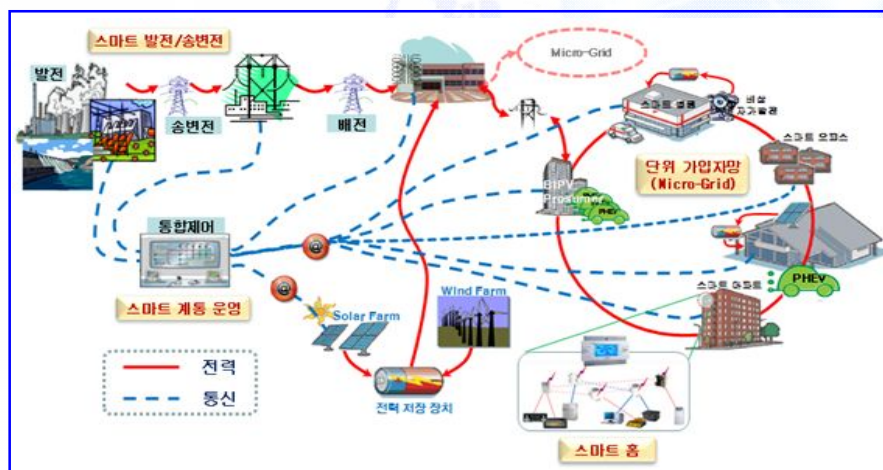 스마트 발전/송변전
발전
송변전
배전
Micro-Grid
비상
자가발전
스마트 오피스
단위 가입자망
(Micro-Grid)
BIPV
Prosumer
PHEV
통합제어
스마트 계통 운영
Solar Farm
Wind Farm
PHEV
스마트 아파트
전력
통신
전력 저장 장치
스마트 홈